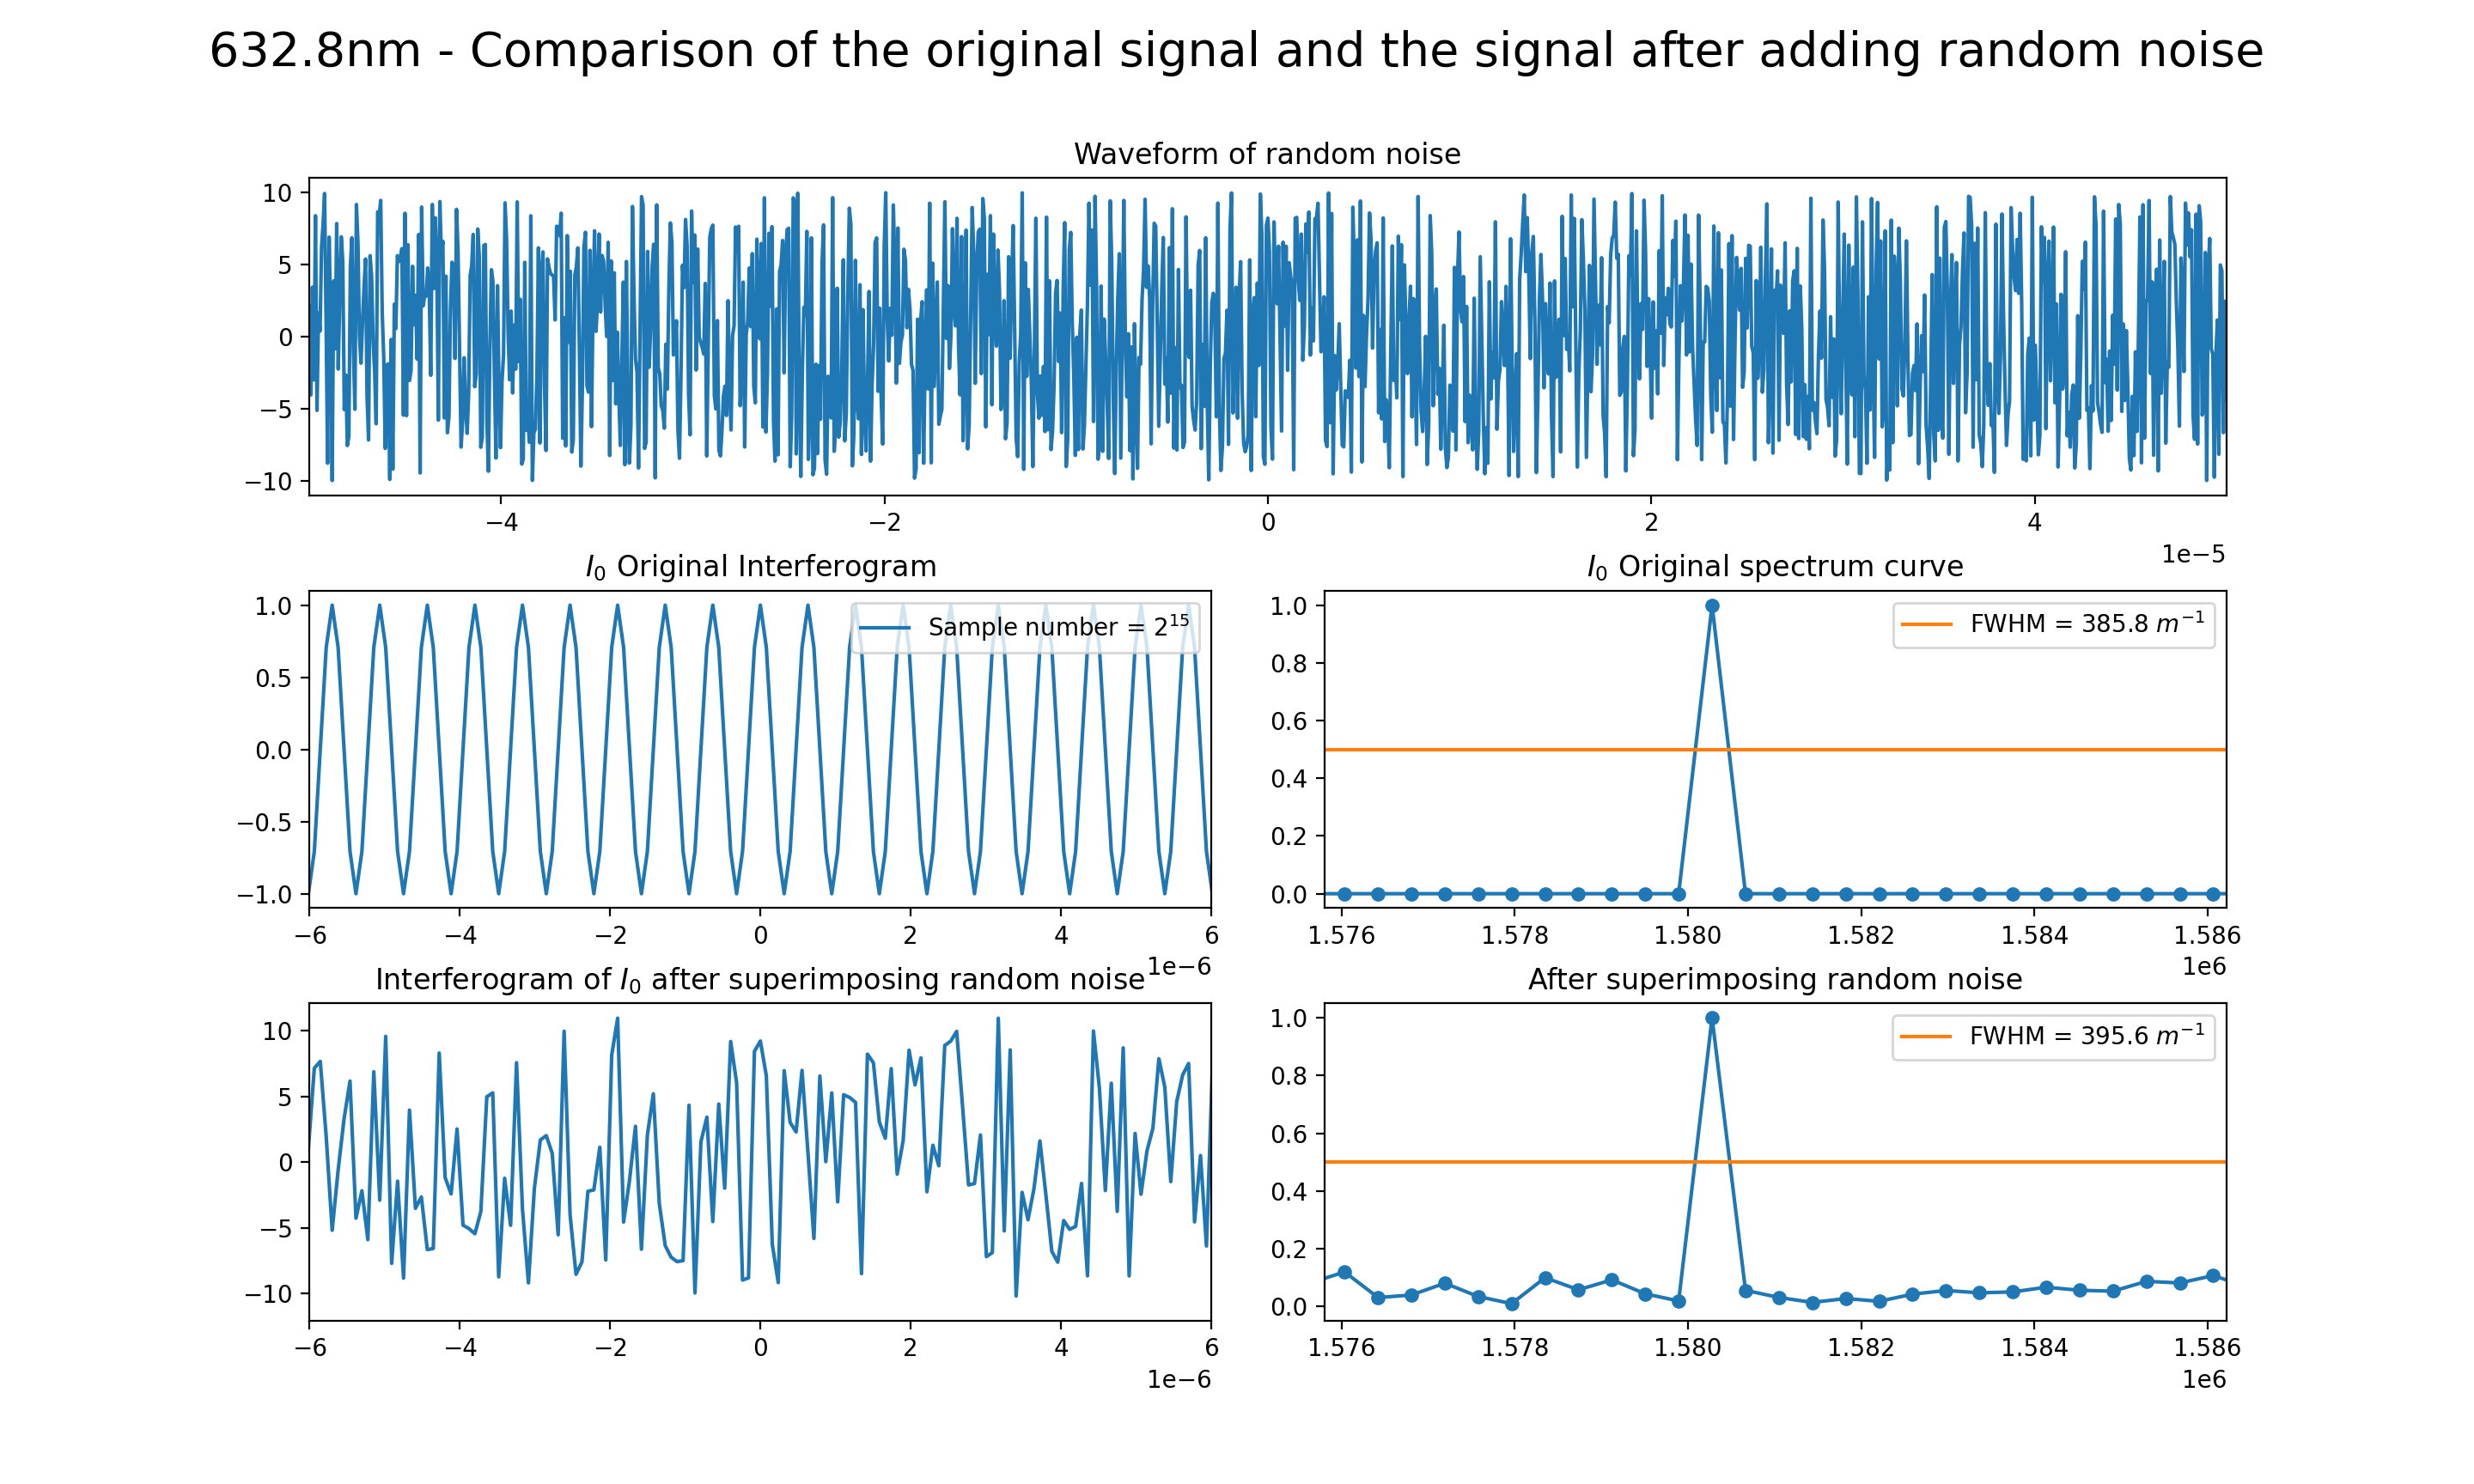 632.8nm - Comparison of the original signal and the signal after adding random noise
Waveform of random noise
10
5
0
−5
−10
−4 −2 0 2 4
1e−5
I₀ Original Interferogram
1.0
0.5
0.0
−0.5
−1.0
Sample number = 2¹⁵
−6 −4 −2 0 2 4 6
1e−6
I₀ Original spectrum curve
1.0
0.8
0.6
0.4
0.2
0.0
FWHM = 385.8 m⁻¹
1.576 1.578 1.580 1.582 1.584 1.586
1e6
Interferogram of I₀ after superimposing random noise
10
5
0
−5
−10
−6 −4 −2 0 2 4 6
1e−6
After superimposing random noise
1.0
0.8
0.6
0.4
0.2
0.0
FWHM = 395.6 m⁻¹
1.576 1.578 1.580 1.582 1.584 1.586
1e6